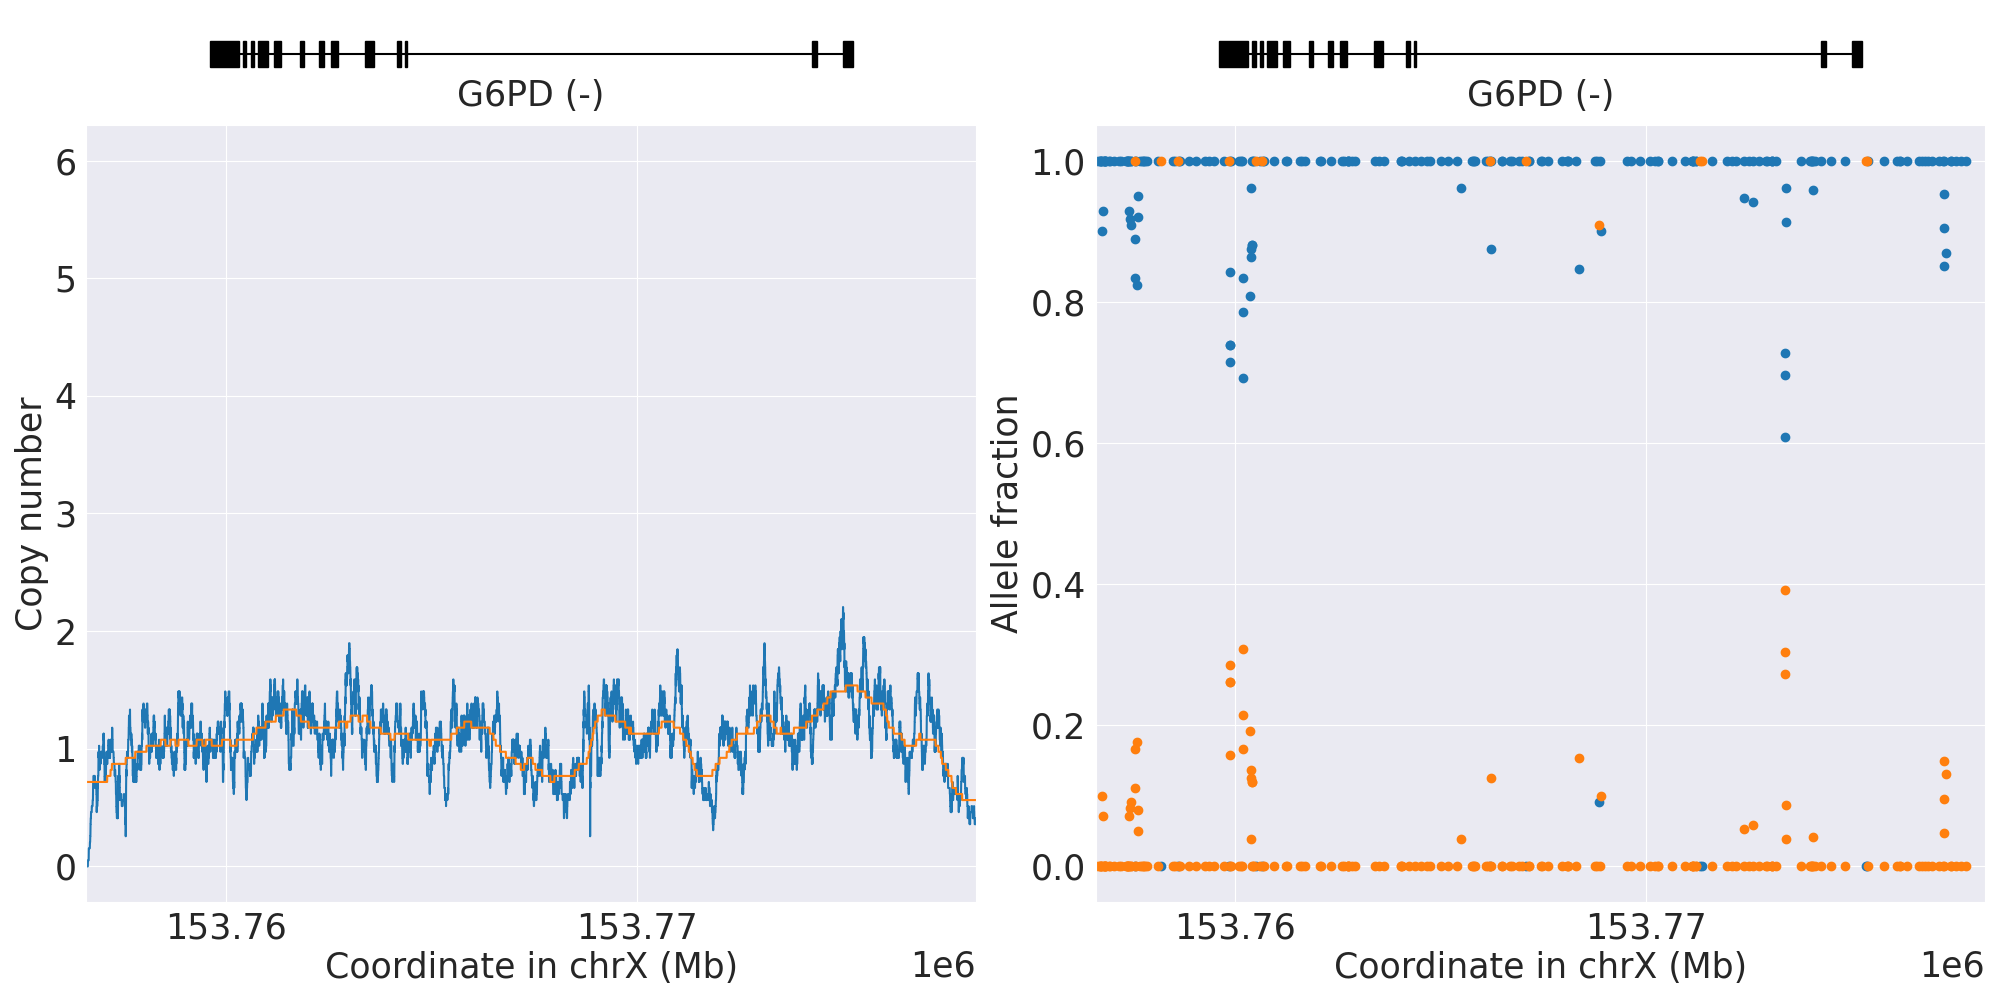 G6PD (-)
G6PD (-)
Copy number
6
5
4
3
2
1
0
153.76
153.77
Coordinate in chrX (Mb)
1e6
Allele fraction
1.0
0.8
0.6
0.4
0.2
0.0
153.76
153.77
Coordinate in chrX (Mb)
1e6